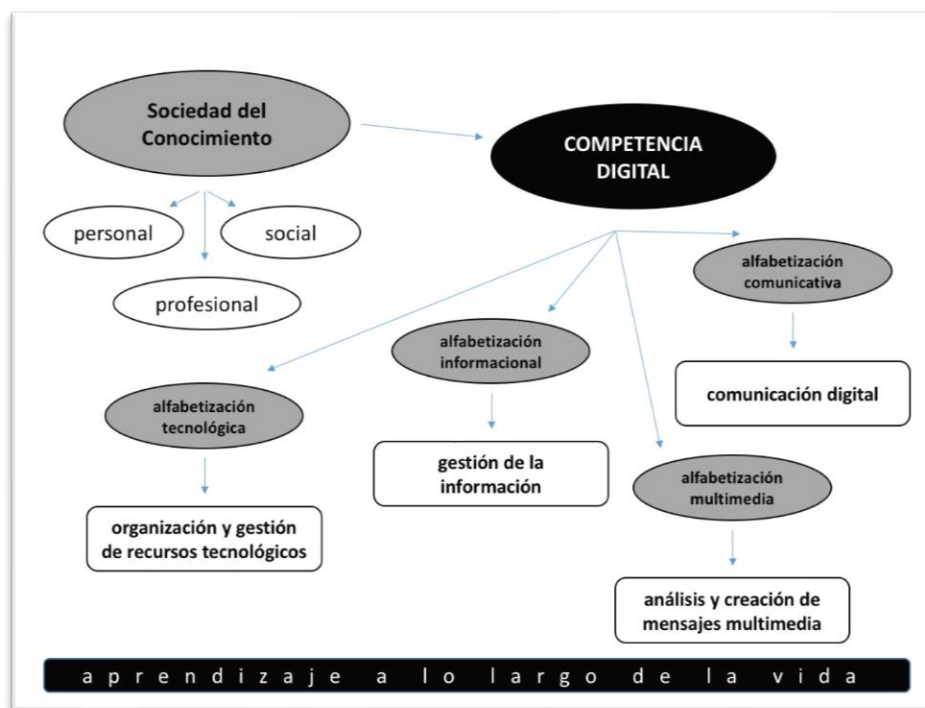 Sociedad del
Conocimiento
COMPETENCIA
DIGITAL
personal
social
profesional
alfabetización
comunicativa
alfabetización
informacional
alfabetización
tecnológica
comunicación digital
gestión de la
información
alfabetización
multimedia
organización y gestión
de recursos tecnológicos
análisis y creación de
mensajes multimedia
aprendizaje a lo largo de la vida